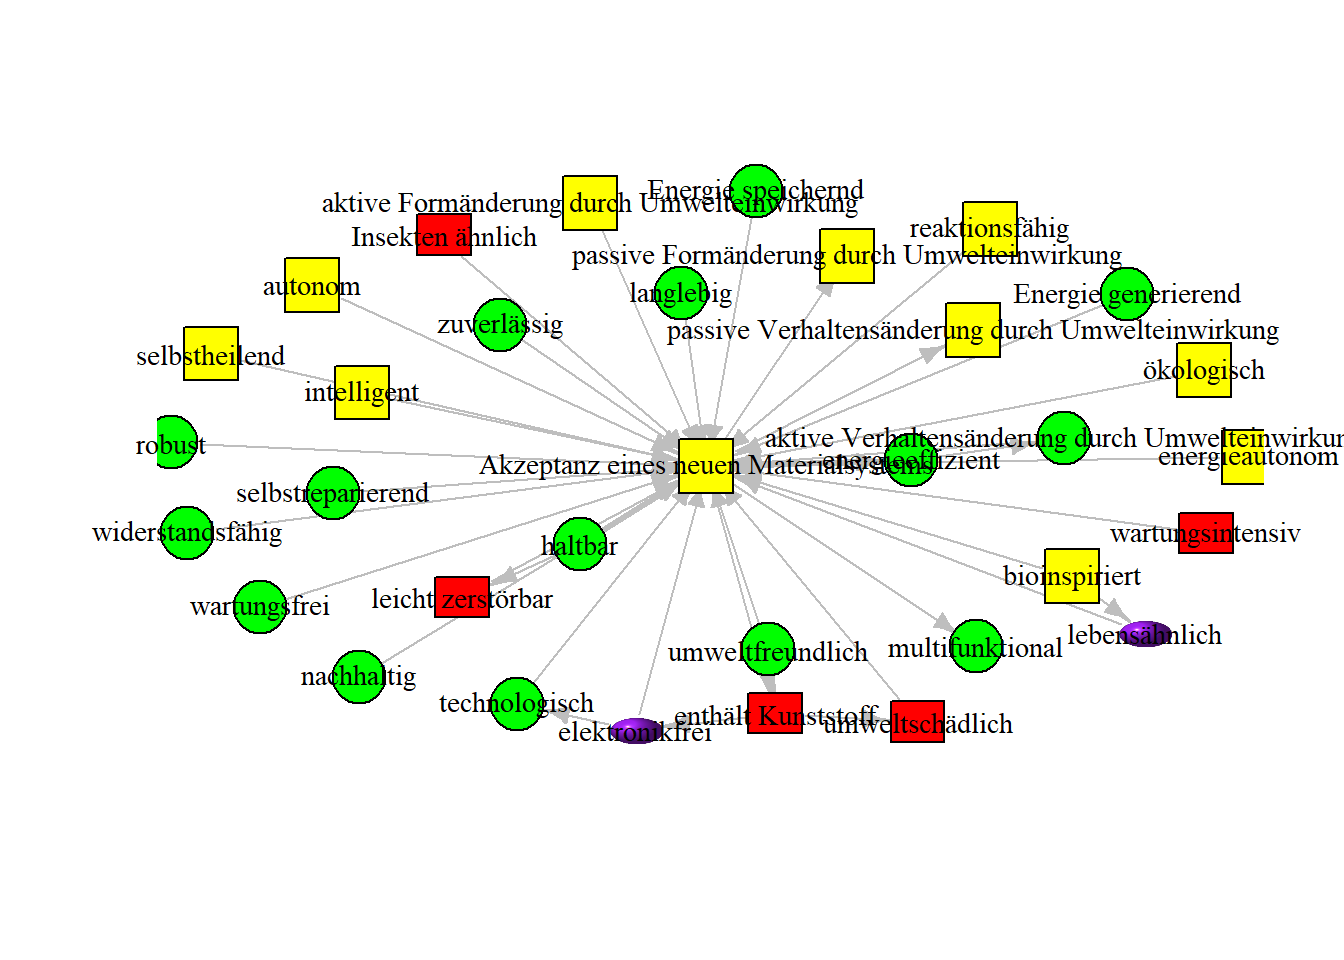 Energie speichernd
aktive Formänderung durch Umwelteinwirkung
reaktionsfähig
Insekten ähnlich
passive Formänderung durch Umwelteinwirkung
autonom
langlebig
Energie generierend
zuverlässig
passive Verhaltensänderung durch Umwelteinwirkung
selbstheilend
ökologisch
intelligent
robust
aktive Verhaltensänderung durch Umwelteinwirkun
energieeffizient
energieautonom
Akzeptanz eines neuen Materialsystems
selbstreparierend
widerstandsfähig
wartungsintensiv
haltbar
bioinspiriert
leicht zerstörbar
wartungsfrei
lebensähnlich
umweltfreundlich
multifunktional
nachhaltig
technologisch
enthält Kunststoff
umweltschädlich
elektronikfrei